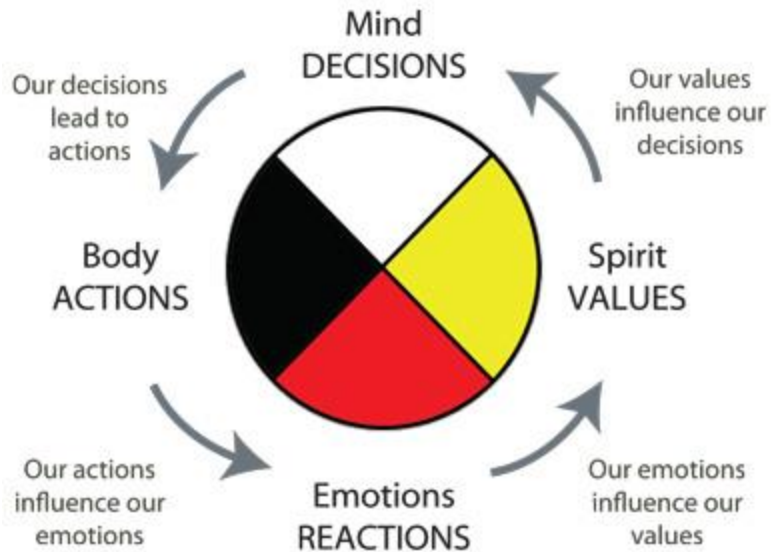 Mind
DECISIONS
Our decisions
lead to
actions
Our values
influence our
decisions
Body
ACTIONS
Spirit
VALUES
Our actions
influence our
emotions
Emotions
REACTIONS
Our emotions
influence our
values